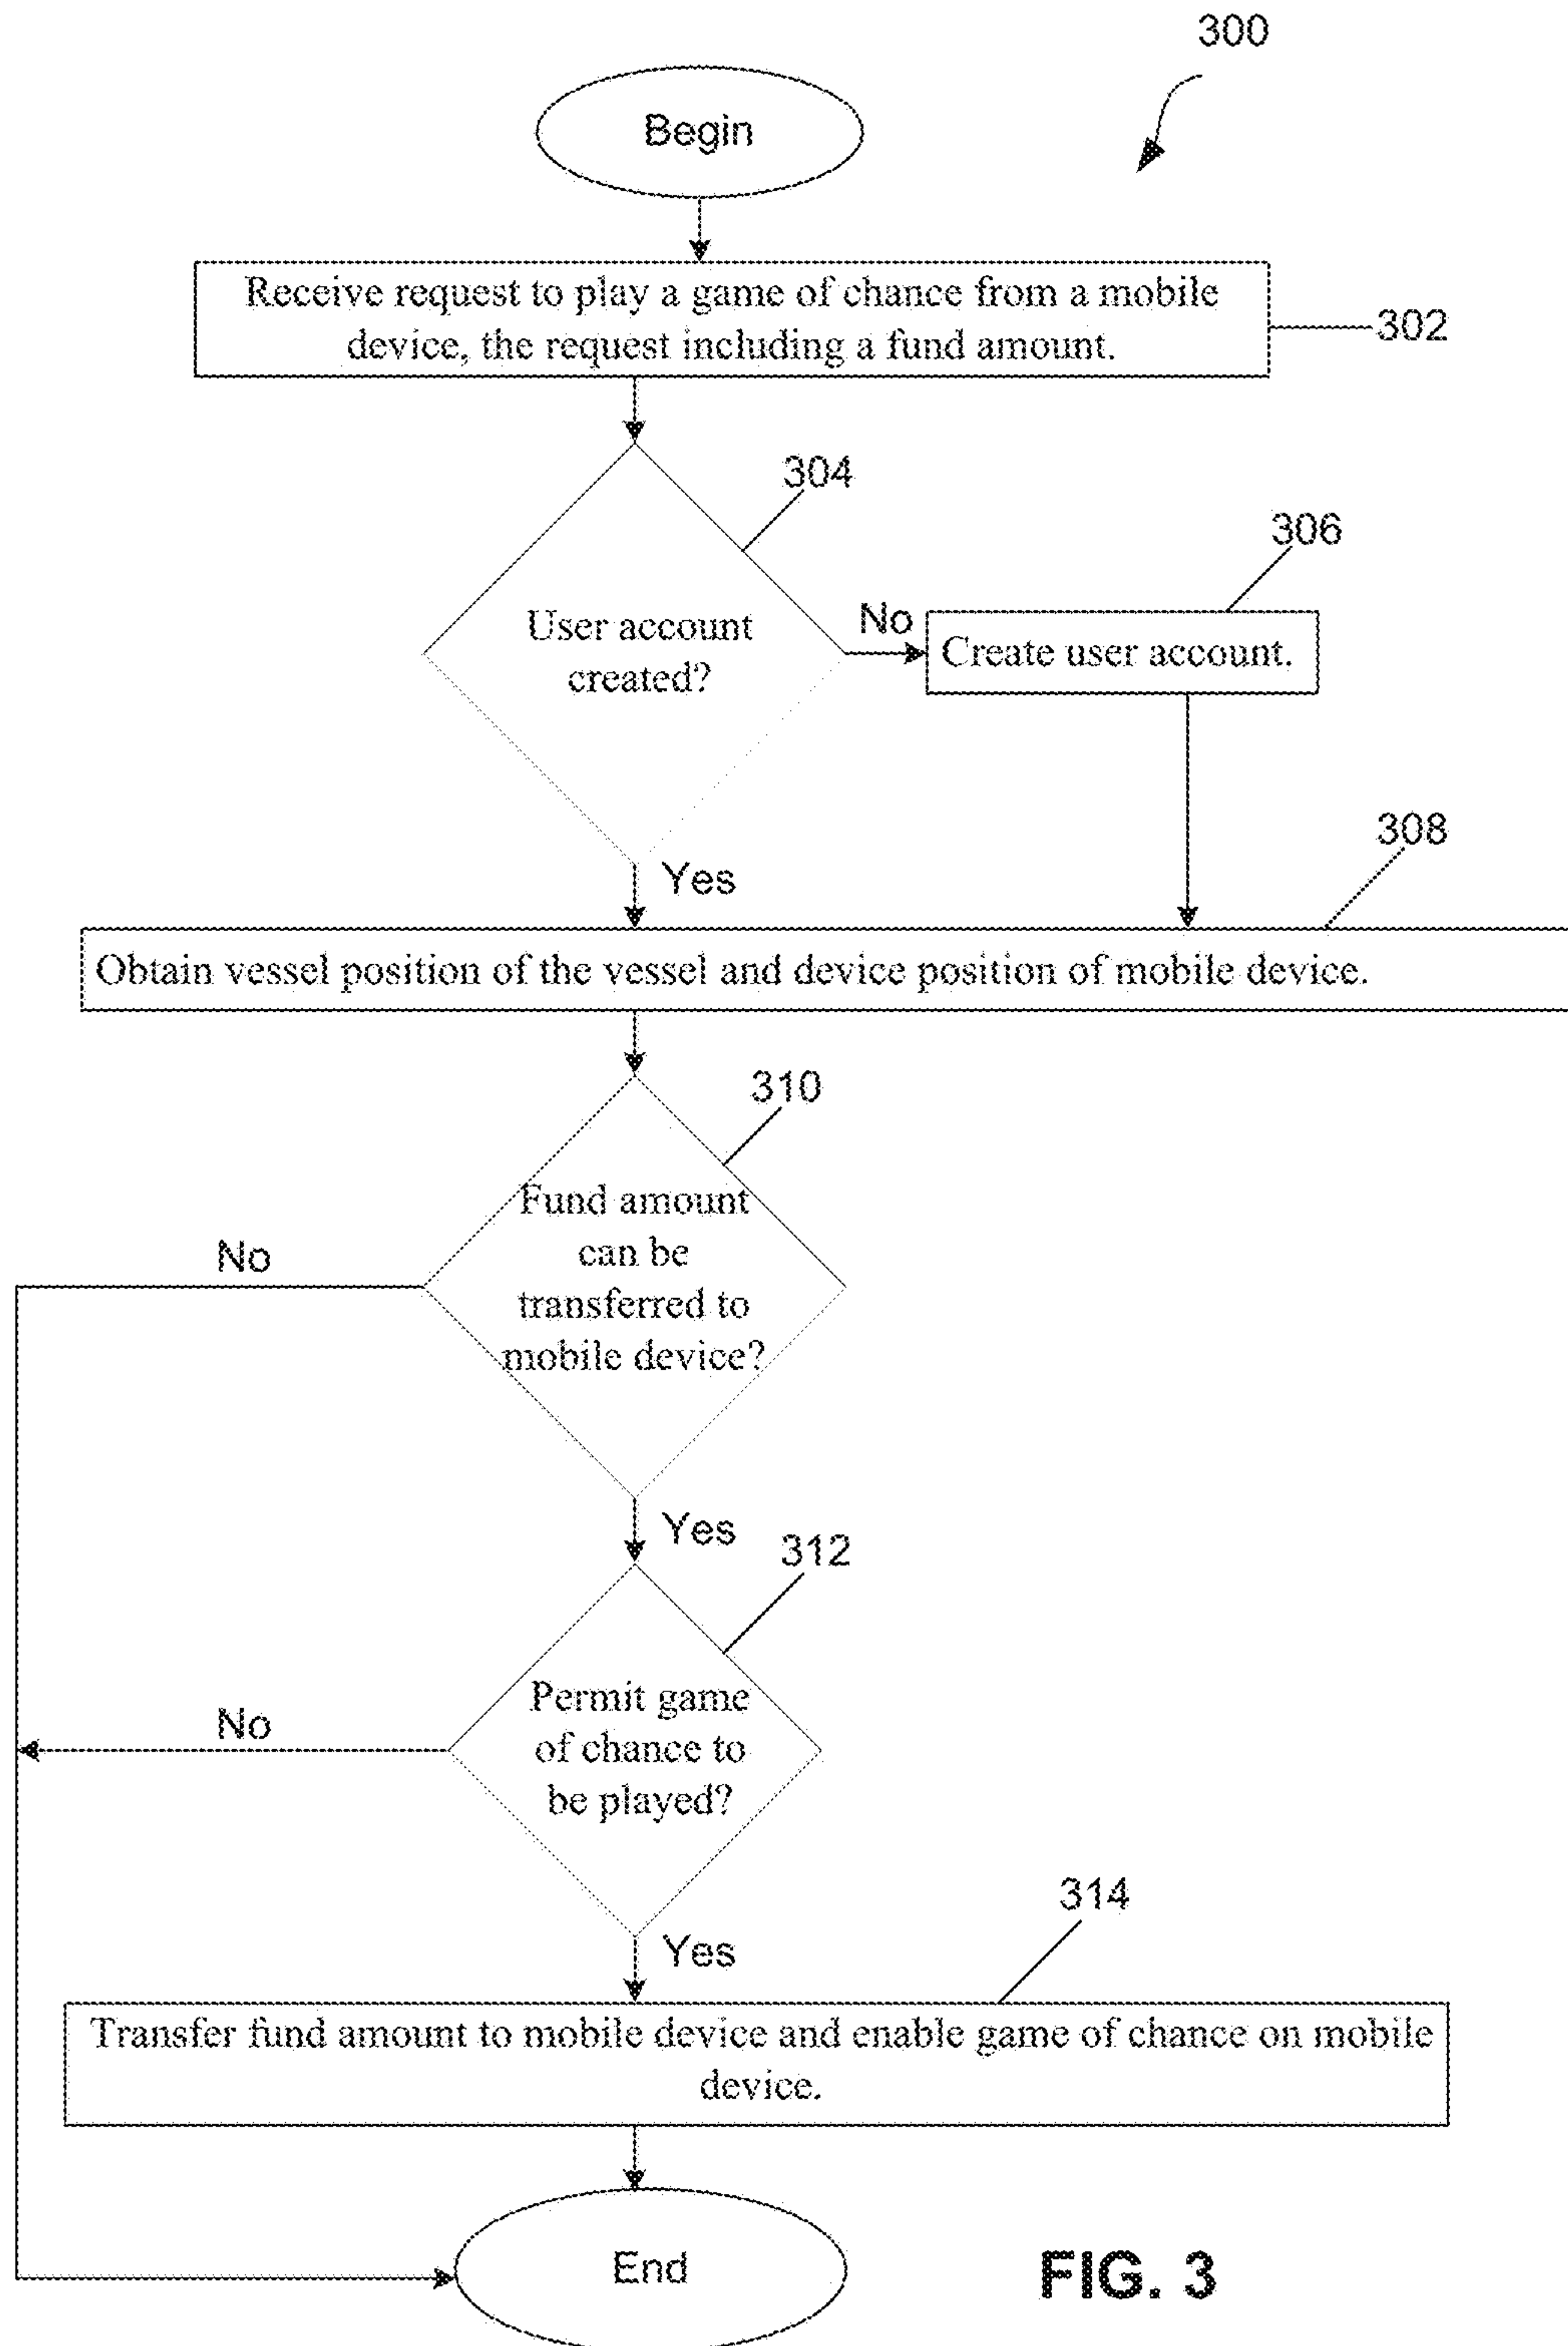 300
Begin
Receive request to play a game of chance from a mobile
device, the request including a fund amount.
302
304
306
User account
created?
No
Create user account.
308
Yes
Obtain vessel position of the vessel and device position of mobile device.
310
Fund amount
can be
transferred to
mobile device?
No
Yes
312
Permit game
of chance to
be played?
No
314
Yes
Transfer fund amount to mobile device and enable game of chance on mobile
device.
End
FIG. 3